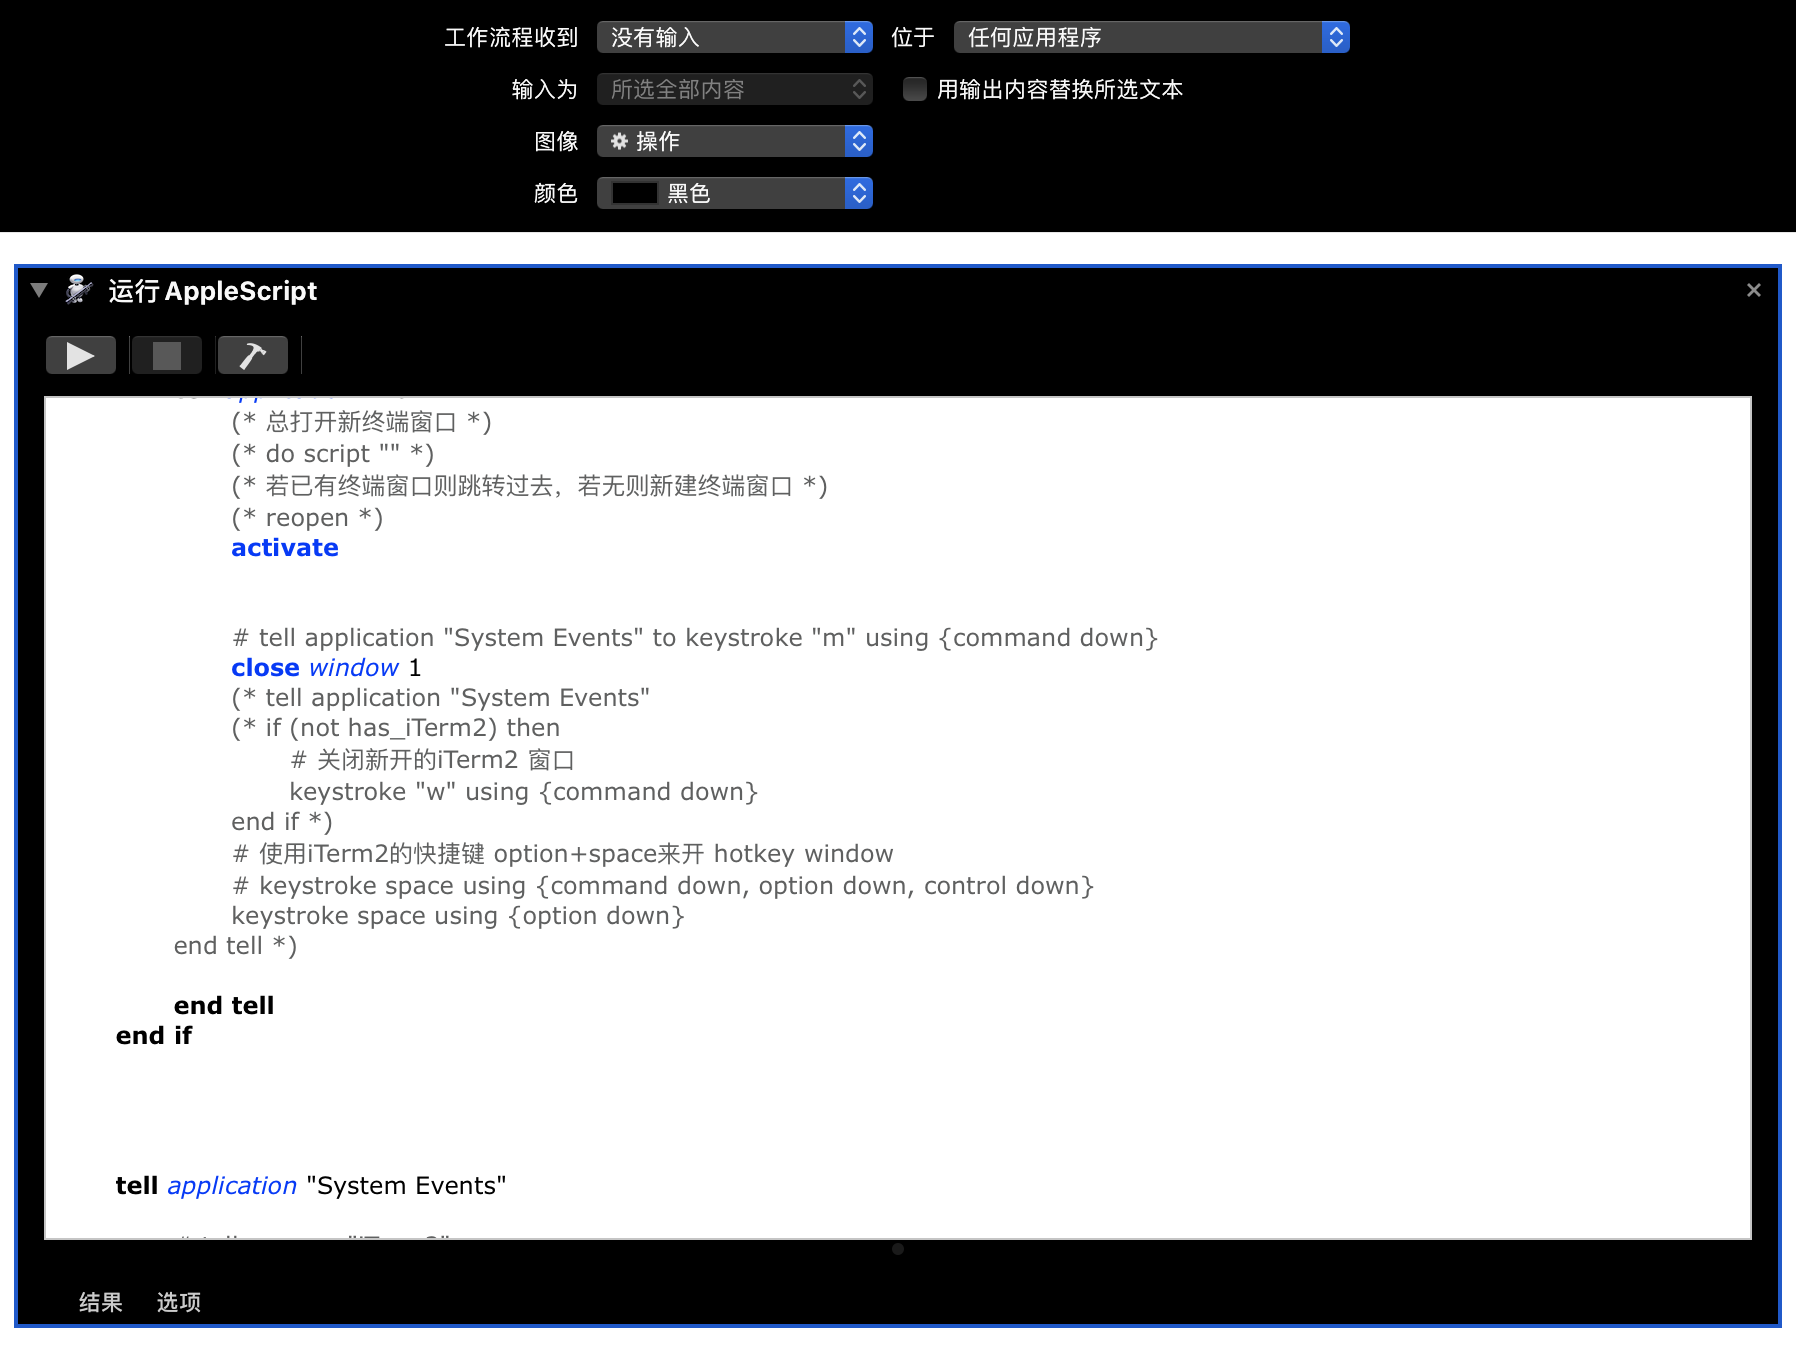 工作流程收到 没有输入 位于 任何应用程序
输入为 所选全部内容 用输出内容替换所选文本
图像 操作
颜色 黑色
运行 AppleScript
(* 总打开新终端窗口 *)
(* do script "" *)
(* 若已有终端窗口则跳转过去，若无则新建终端窗口 *)
(* reopen *)
activate
# tell application "System Events" to keystroke "m" using {command down}
close window 1
(* tell application "System Events"
(* if (not has_iTerm2) then
# 关闭新开的iTerm2 窗口
keystroke "w" using {command down}
end if *)
# 使用iTerm2的快捷键 option+space来开 hotkey window
# keystroke space using {command down, option down, control down}
keystroke space using {option down}
end tell *)
end tell
end if
tell application "System Events"
结果 选项